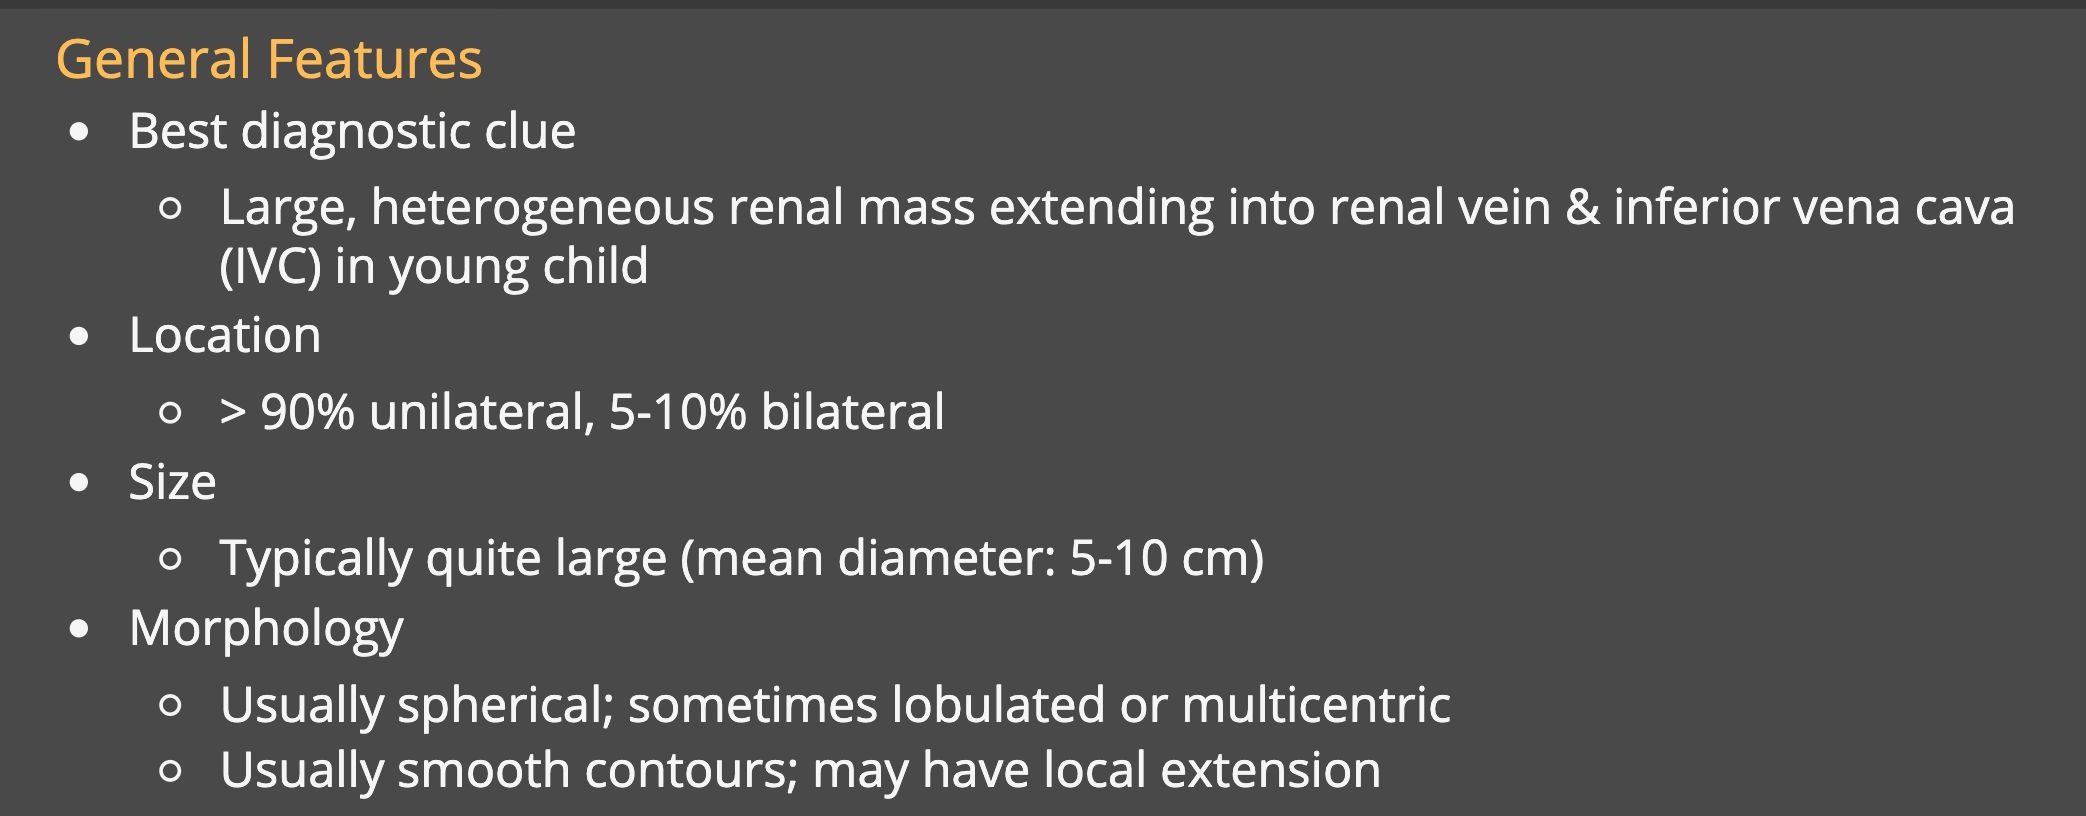 General Features
• Best diagnostic clue
○ Large, heterogeneous renal mass extending into renal vein & inferior vena cava
(IVC) in young child
• Location
○ > 90% unilateral, 5-10% bilateral
• Size
○ Typically quite large (mean diameter: 5-10 cm)
• Morphology
○ Usually spherical; sometimes lobulated or multicentric
○ Usually smooth contours; may have local extension